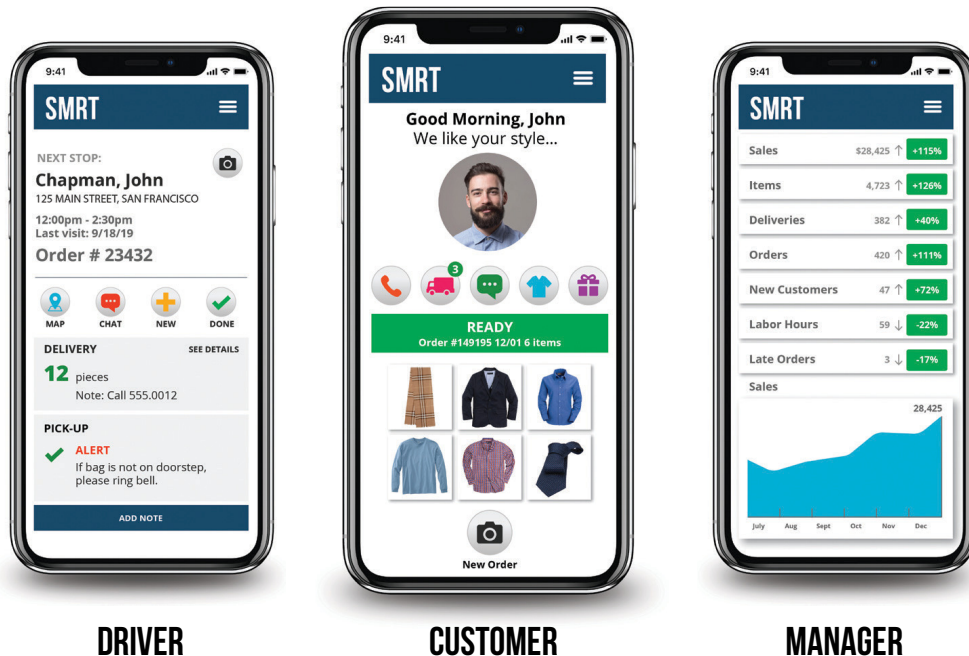 9:41
SMRT
NEXT STOP:
Chapman, John
125 MAIN STREET, SAN FRANCISCO
12:00pm - 2:30pm
Last visit: 9/18/19
Order # 23432
MAP CHAT NEW DONE
DELIVERY SEE DETAILS
12 pieces
Note: Call 555.0012
PICK-UP
ALERT
If bag is not on doorstep,
please ring bell.
ADD NOTE
DRIVER
9:41
SMRT
Good Morning, John
We like your style...
3
READY
Order #149195 12/01 6 items
New Order
CUSTOMER
9:41
SMRT
Sales $28,425 ↑ +115%
Items 4,723 ↑ +126%
Deliveries 382 ↑ +40%
Orders 420 ↑ +111%
New Customers 47 ↑ +72%
Labor Hours 59 ↓ -22%
Late Orders 3 ↓ -17%
Sales
28,425
July Aug Sept Oct Nov Dec
MANAGER